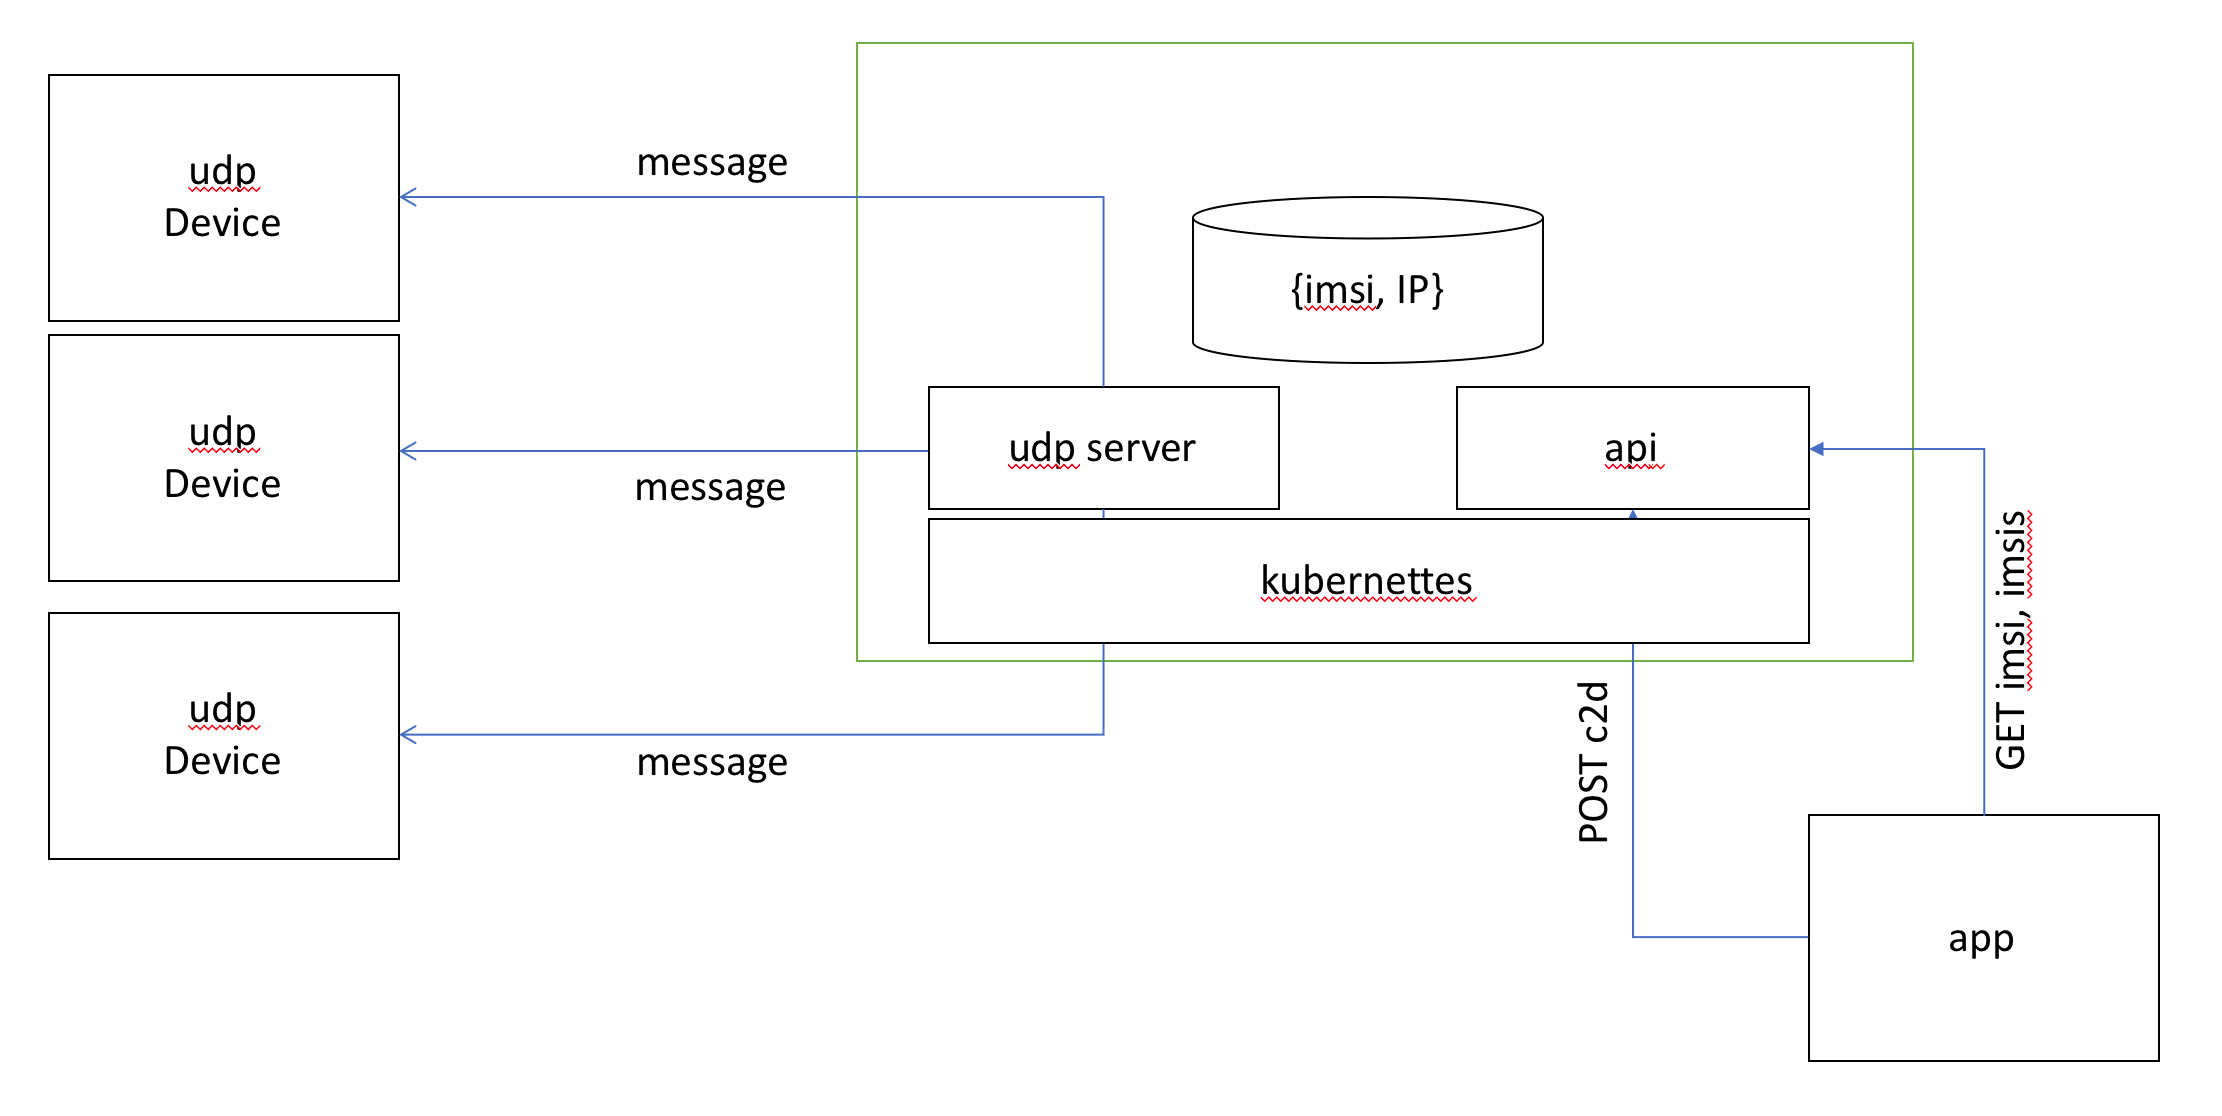 udp
Device
message
{imsi, IP}
udp
Device
message
udp server
api
kubernettes
GET imsi, imsis
udp
Device
message
POST c2d
app